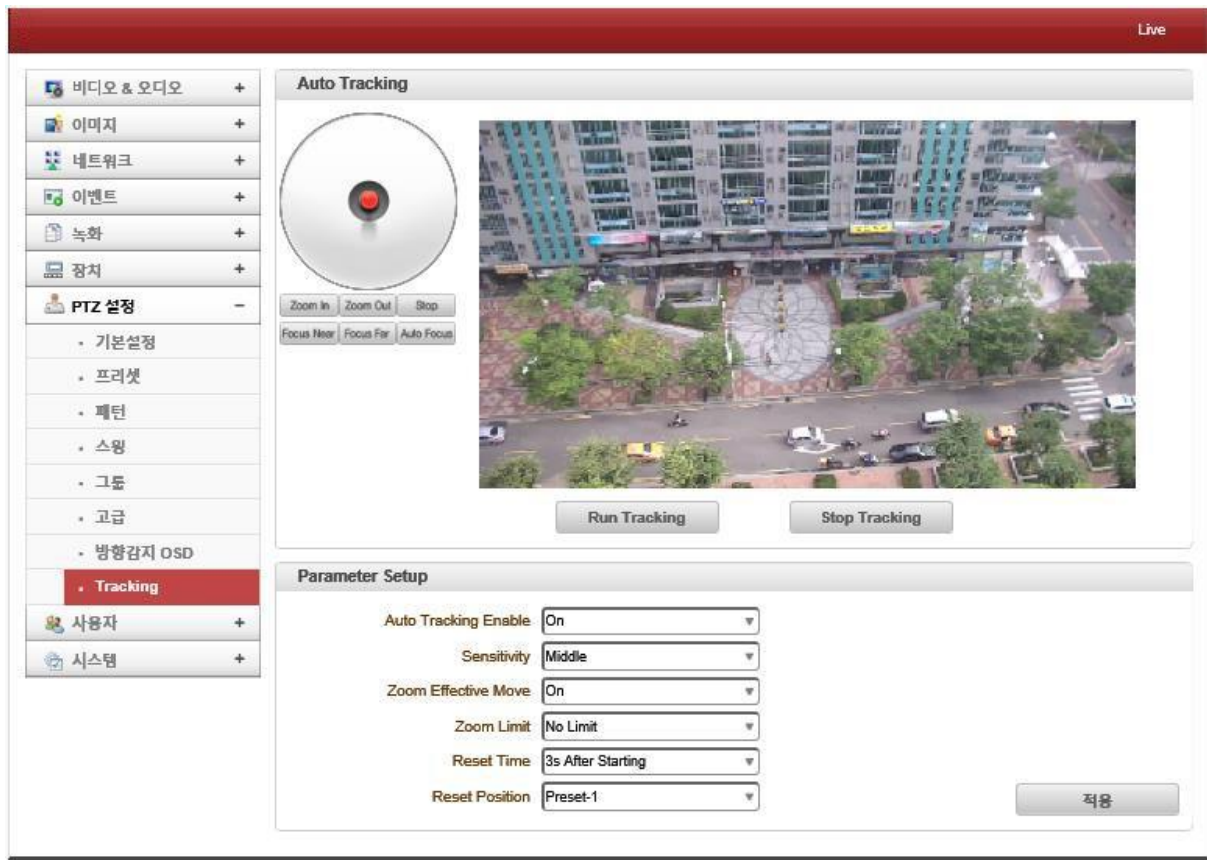 Live
비디오 & 오디오 +
이미지 +
네트워크 +
이벤트 +
녹화 +
장치 +
PTZ 설정 -
· 기본설정
· 프리셋
· 패턴
· 스윙
· 그룹
· 고급
· 방향감지 OSD
· Tracking
사용자 +
시스템 +
Auto Tracking
Zoom In Zoom Out Stop
Focus Near Focus Far Auto Focus
Run Tracking Stop Tracking
Parameter Setup
Auto Tracking Enable On
Sensitivity Middle
Zoom Effective Move On
Zoom Limit No Limit
Reset Time 3s After Starting
Reset Position Preset-1
적용